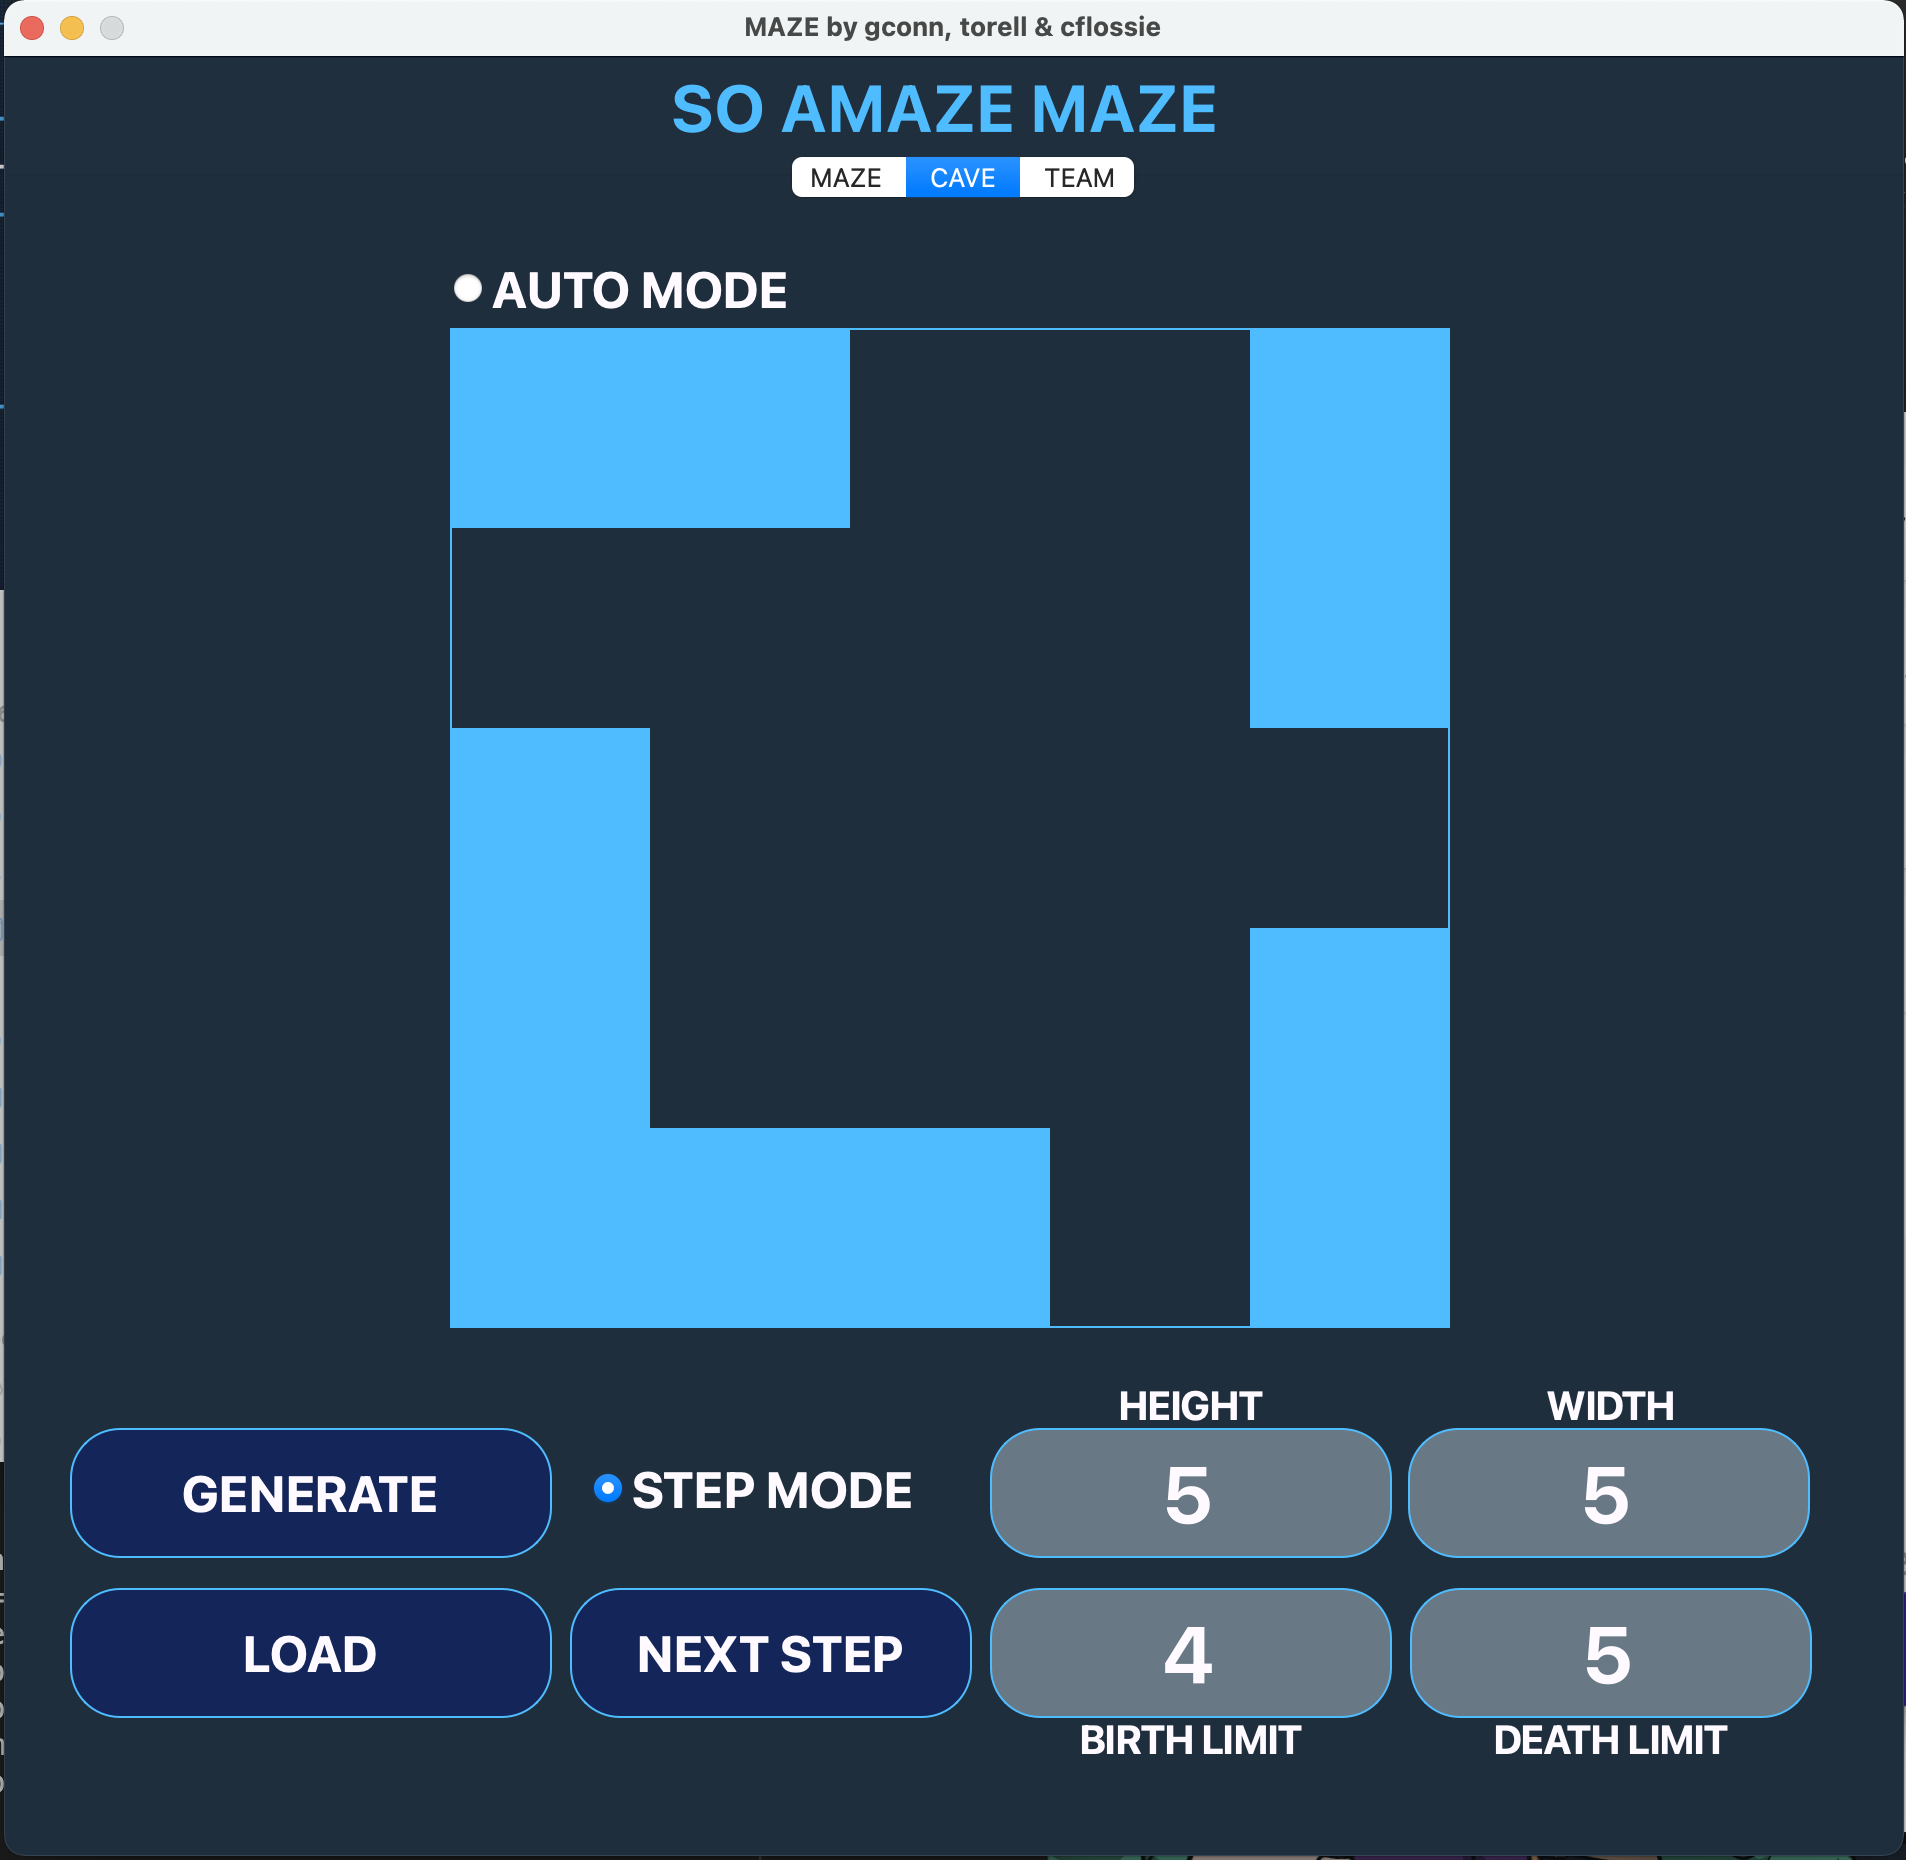 MAZE by gconn, torell & cflossie
SO AMAZE MAZE
MAZE CAVE TEAM
AUTO MODE
HEIGHT WIDTH
GENERATE STEP MODE 5 5
LOAD NEXT STEP 4 5
BIRTH LIMIT DEATH LIMIT